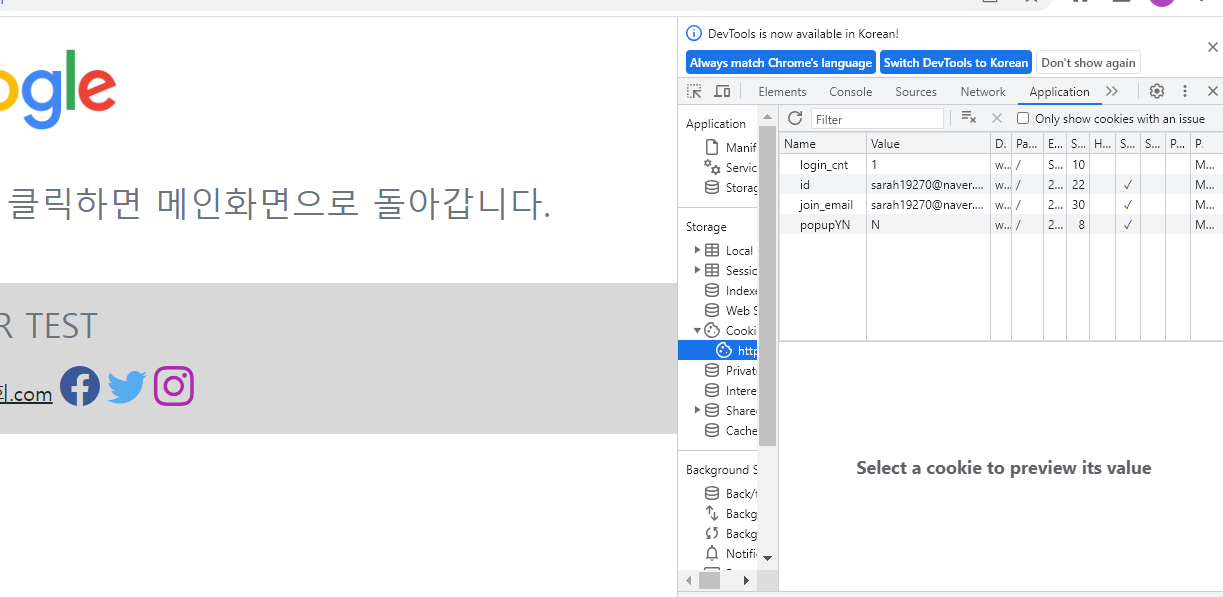 ogle
클릭하면 메인화면으로 돌아갑니다.
R TEST
l.com
DevTools is now available in Korean!
Always match Chrome's language Switch DevTools to Korean Don't show again
Elements Console Sources Network Application
Application
Manif
Servic
Storag
Storage
Local
Sessic
Indexe
Web S
Cooki
http
Privat
Intere
Share
Cache
Background S
Back/f
Backg
Backg
Notifi
Filter Only show cookies with an issue
Name Value D. Pa... E... S... H... S... S... P... P.
login_cnt 1 w... / S... 10 M...
id sarah19270@naver.... w... / 2... 22 ✓ M...
join_email sarah19270@naver.... w... / 2... 30 ✓ M...
popupYN N w... / 2... 8 ✓ M...
Select a cookie to preview its value